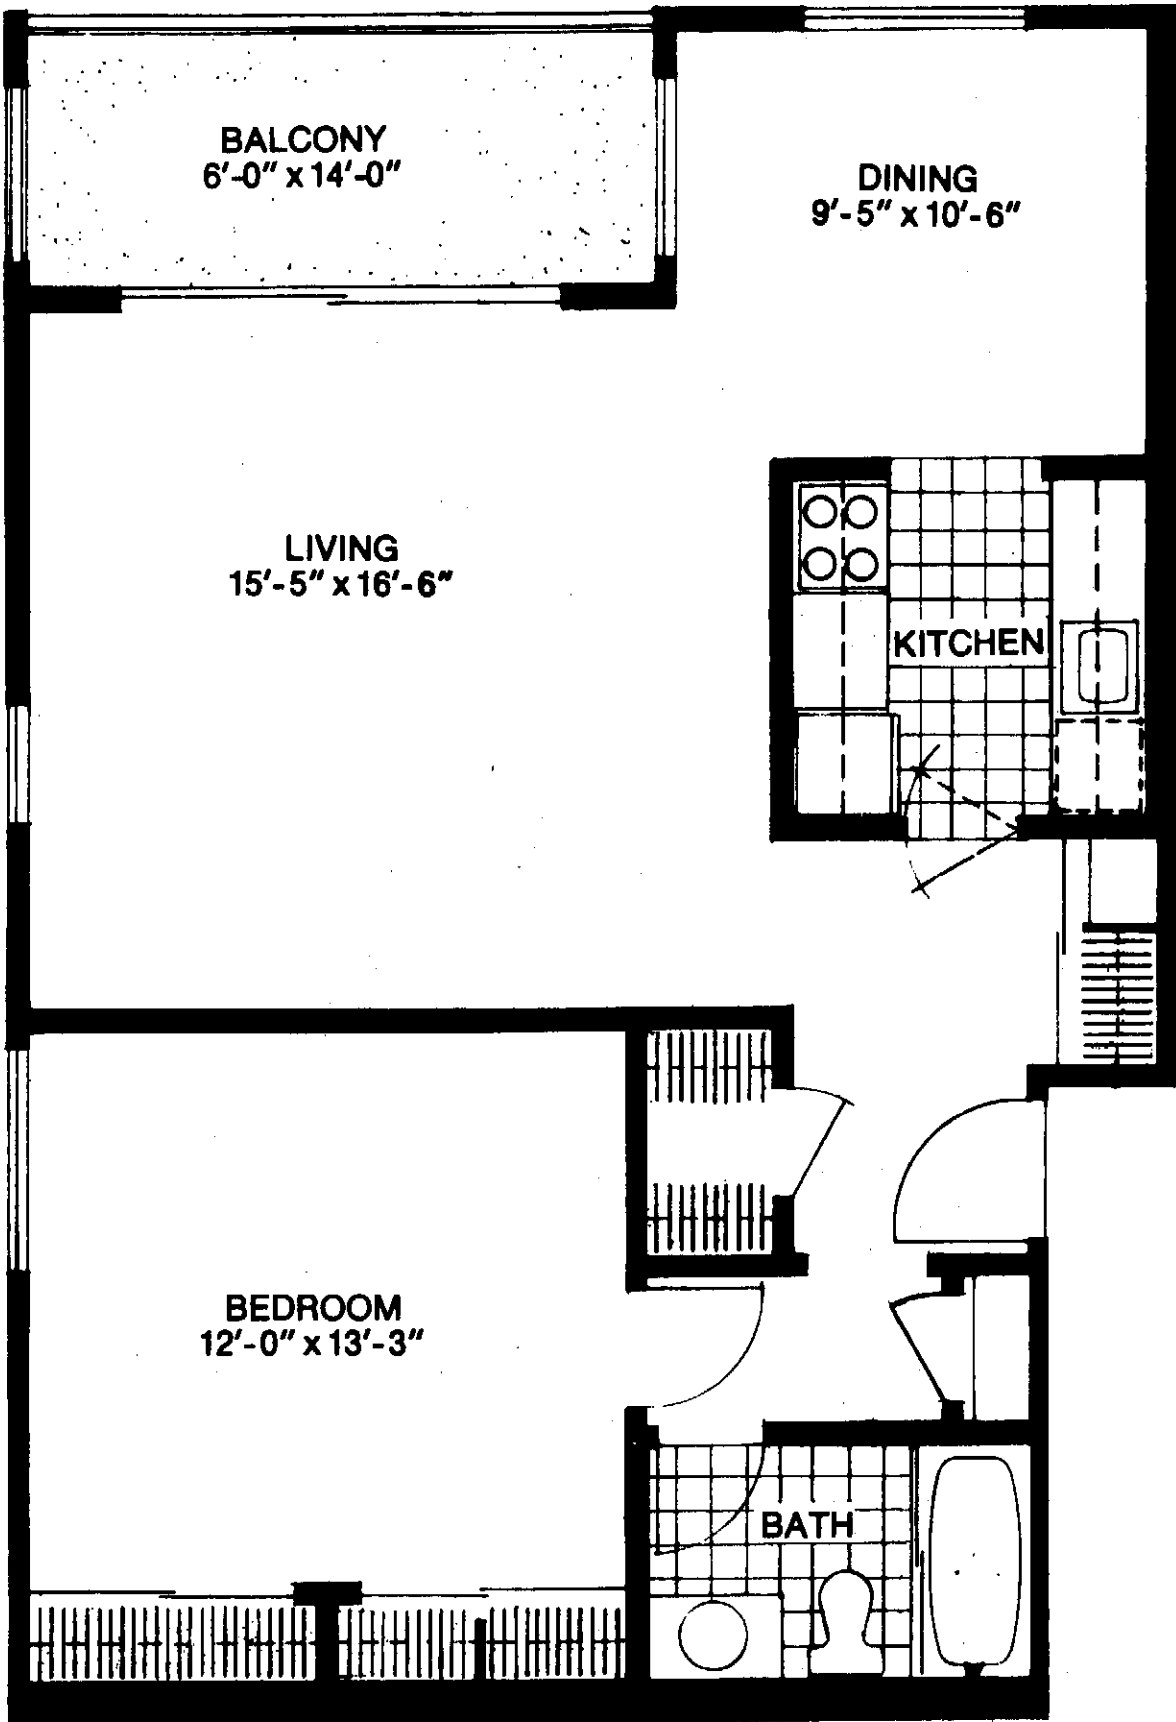 BALCONY
6'-0" x 14'-0"
DINING
9'-5" x 10'-6"
LIVING
15'-5" x 16'-6"
KITCHEN
BEDROOM
12'-0" x 13'-3"
BATH